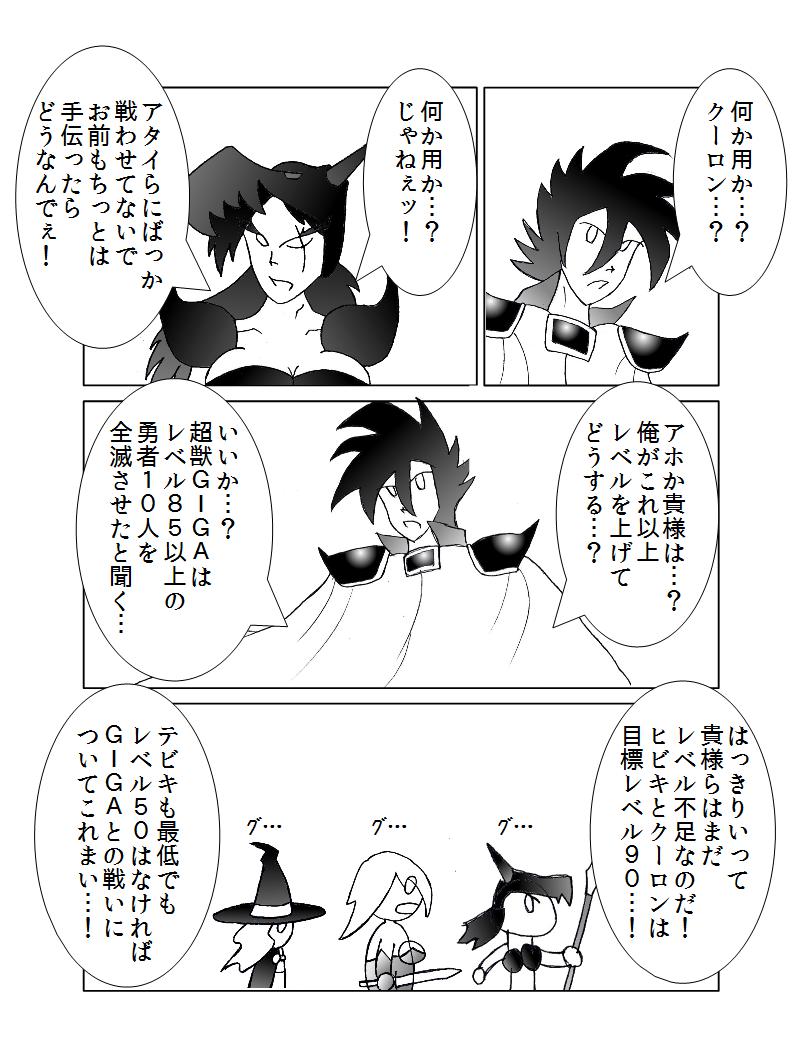 何か用か…？
クーロン…？
何か用か…？
じゃねぇッ！
アタイらにばっか
戦わせてないで
お前もちっとは
手伝ったら
どうなんでぇ！
アホか貴様は…？
俺がこれ以上
レベルを上げて
どうする…？
いいか…？
超獣ＧＩＧＡは
レベル８５以上の
勇者１０人を
全滅させたと聞く…
はっきりいって
貴様らはまだ
レベル不足なのだ！
ヒビキとクーロンは
目標レベル９０…！
グ…
グ…
グ…
テビキも最低でも
レベル５０はなければ
ＧＩＧＡとの戦いに
ついてこれまい…！